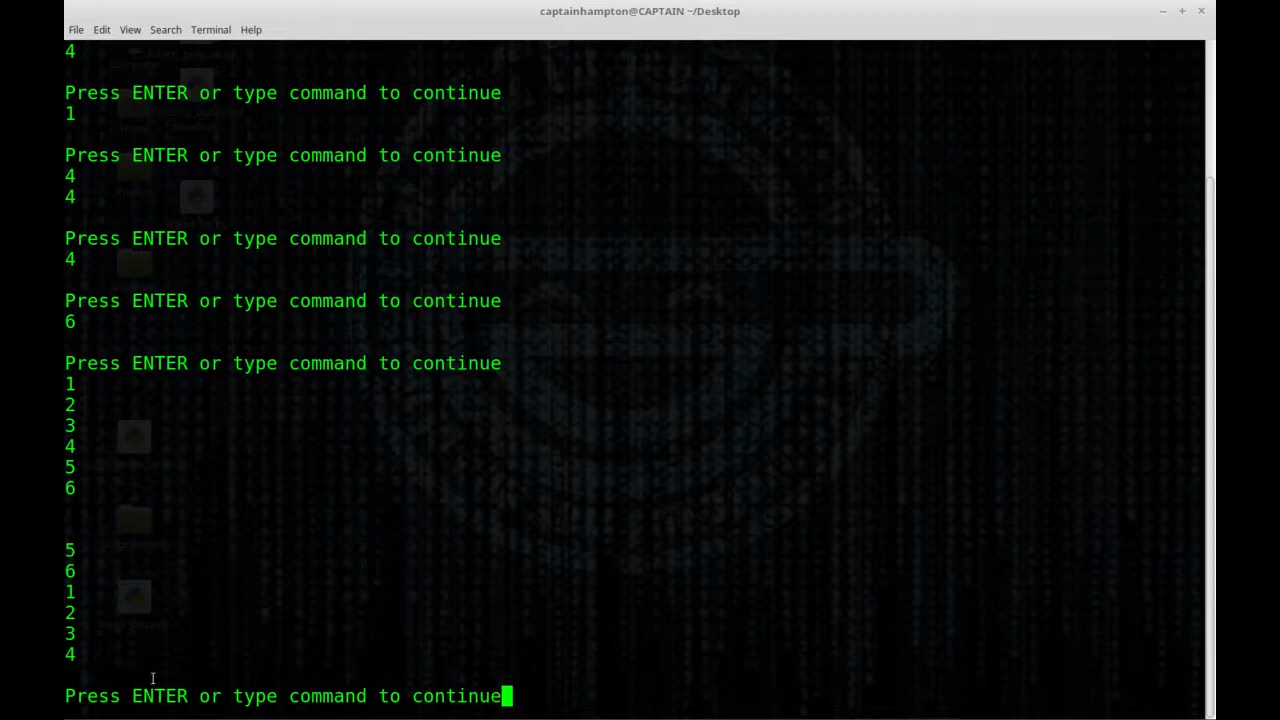 captainhampton@CAPTAIN ~/Desktop
File Edit View Search Terminal Help
4
Press ENTER or type command to continue
1
Press ENTER or type command to continue
4
4
Press ENTER or type command to continue
4
Press ENTER or type command to continue
6
Press ENTER or type command to continue
1
2
3
4
5
6
5
6
1
2
3
4
Press ENTER or type command to continue